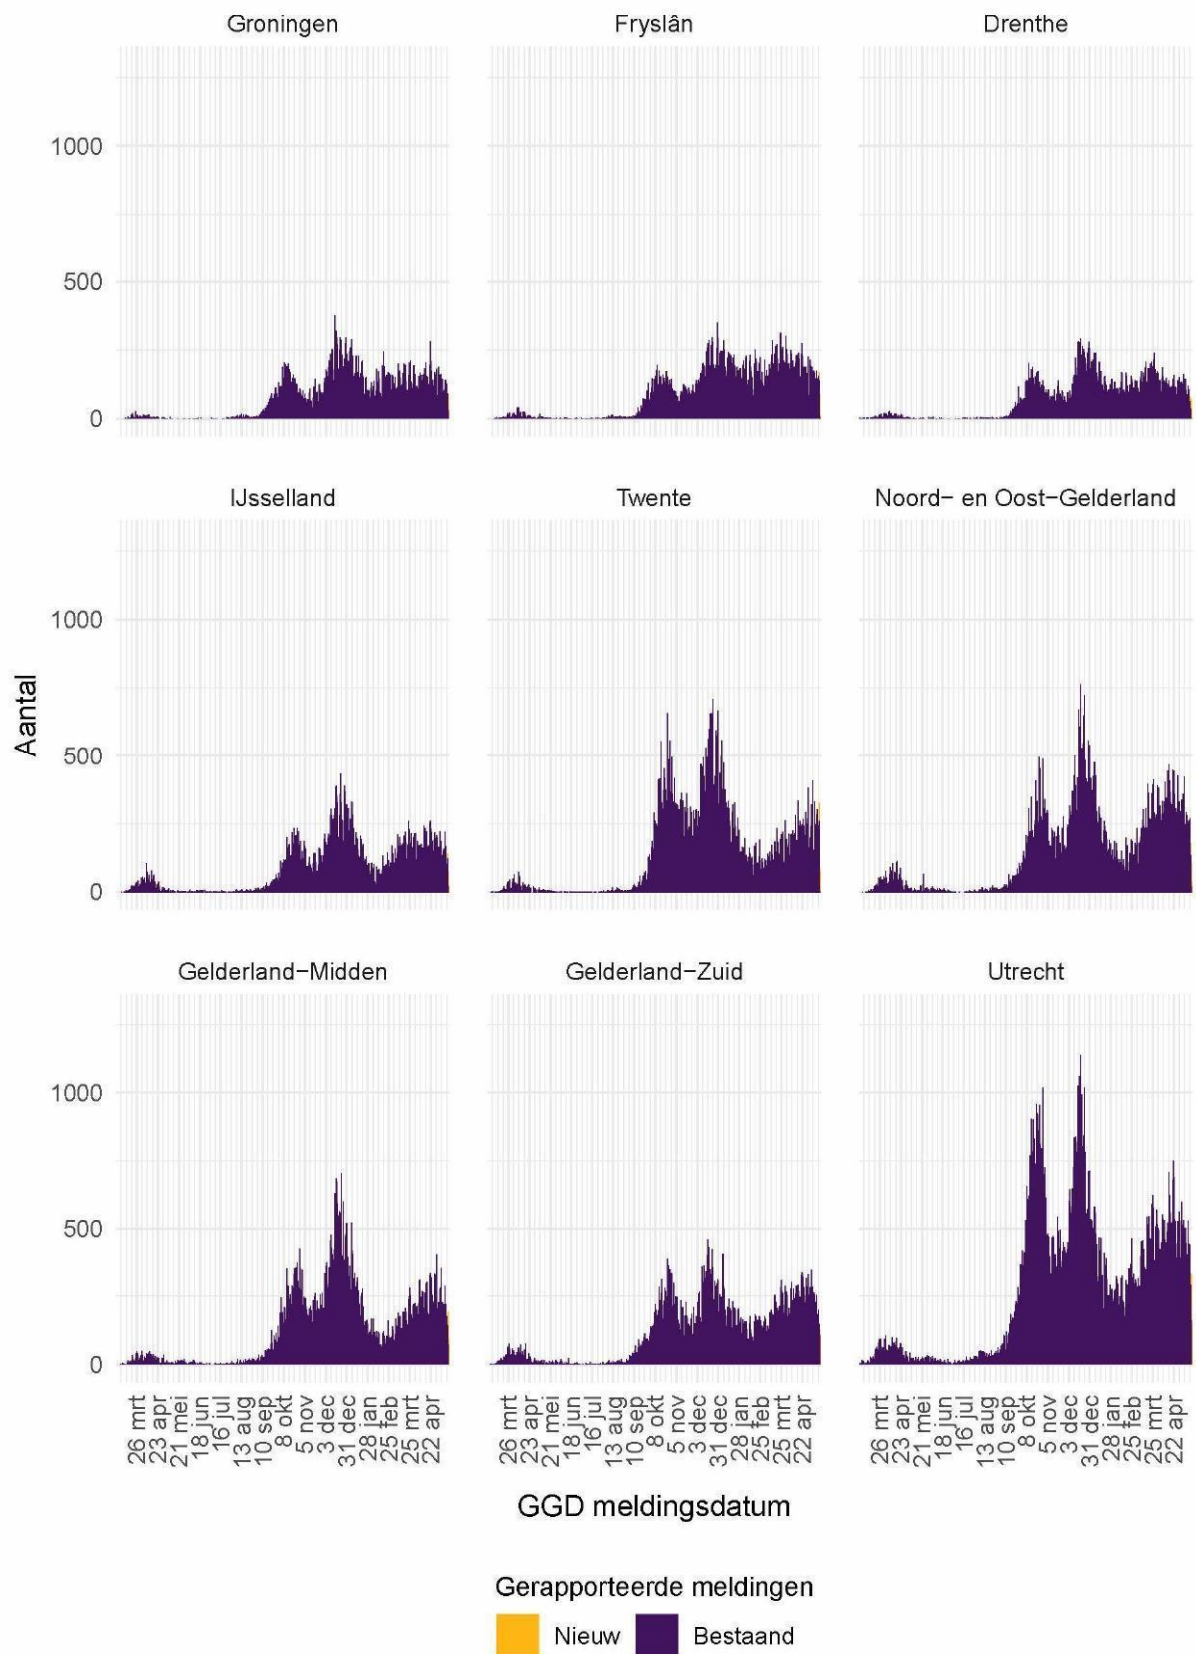 Groningen
Fryslân
Drenthe
1000
500
0
IJsselland
Twente
Noord- en Oost-Gelderland
1000
500
0
Aantal
Gelderland-Midden
Gelderland-Zuid
Utrecht
1000
500
0
26 mrt
23 apr
21 mei
18 jun
16 jul
13 aug
10 sep
8 okt
5 nov
3 dec
31 dec
28 jan
25 feb
25 mrt
22 apr
26 mrt
23 apr
21 mei
18 jun
16 jul
13 aug
10 sep
8 okt
5 nov
3 dec
31 dec
28 jan
25 feb
25 mrt
22 apr
26 mrt
23 apr
21 mei
18 jun
16 jul
13 aug
10 sep
8 okt
5 nov
3 dec
31 dec
28 jan
25 feb
25 mrt
22 apr
GGD meldingsdatum
Gerapporteerde meldingen
Nieuw Bestaand